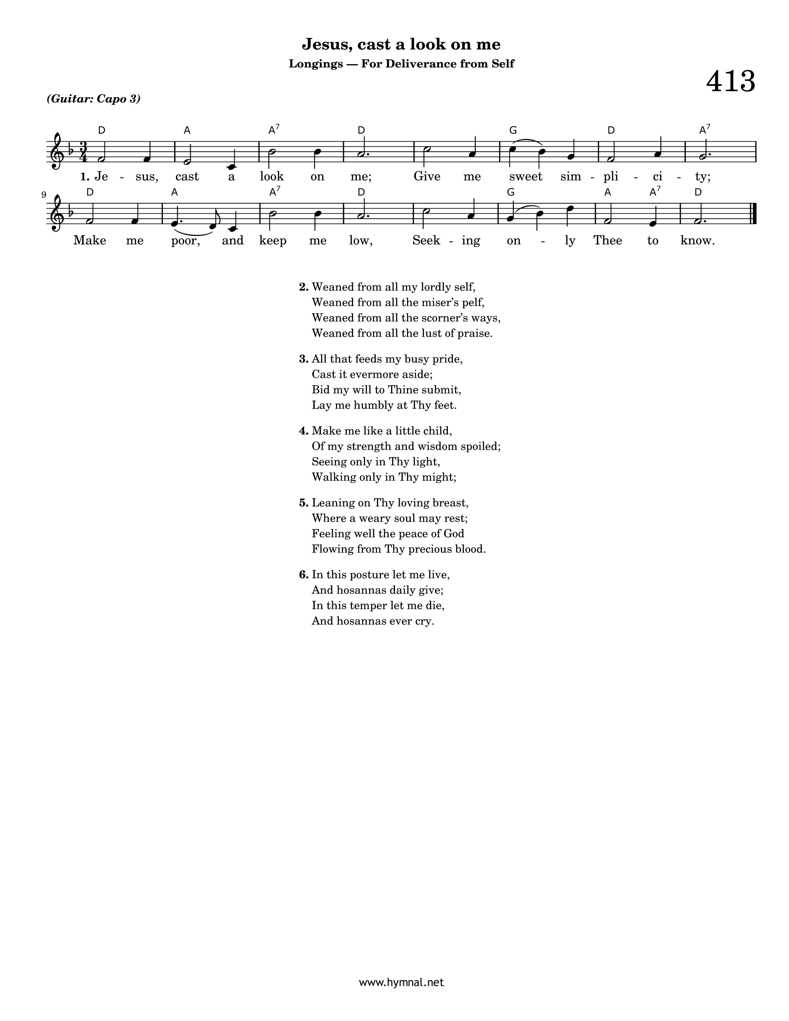 Jesus, cast a look on me
Longings — For Deliverance from Self
413
(Guitar: Capo 3)
D A A7 D G D A7
1. Je - sus, cast a look on me; Give me sweet sim - pli - ci - ty;
9 D A A7 D G A A7 D
Make me poor, and keep me low, Seek - ing on - ly Thee to know.
2. Weaned from all my lordly self,
Weaned from all the miser's pelf,
Weaned from all the scorner's ways,
Weaned from all the lust of praise.
3. All that feeds my busy pride,
Cast it evermore aside;
Bid my will to Thine submit,
Lay me humbly at Thy feet.
4. Make me like a little child,
Of my strength and wisdom spoiled;
Seeing only in Thy light,
Walking only in Thy might;
5. Leaning on Thy loving breast,
Where a weary soul may rest;
Feeling well the peace of God
Flowing from Thy precious blood.
6. In this posture let me live,
And hosannas daily give;
In this temper let me die,
And hosannas ever cry.
www.hymnal.net